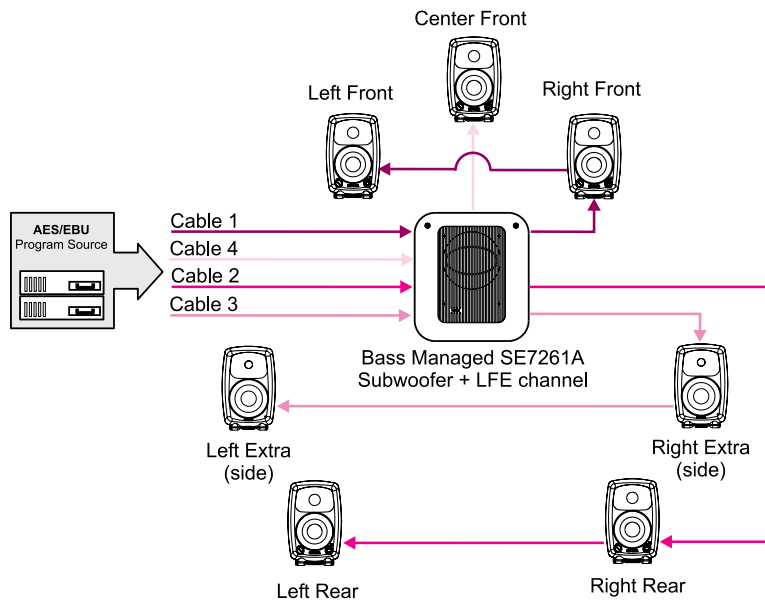 Center Front
Left Front
Right Front
AES/EBU
Program Source
Cable 1
Cable 4
Cable 2
Cable 3
Bass Managed SE7261A
Subwoofer + LFE channel
Left Extra
(side)
Right Extra
(side)
Left Rear
Right Rear